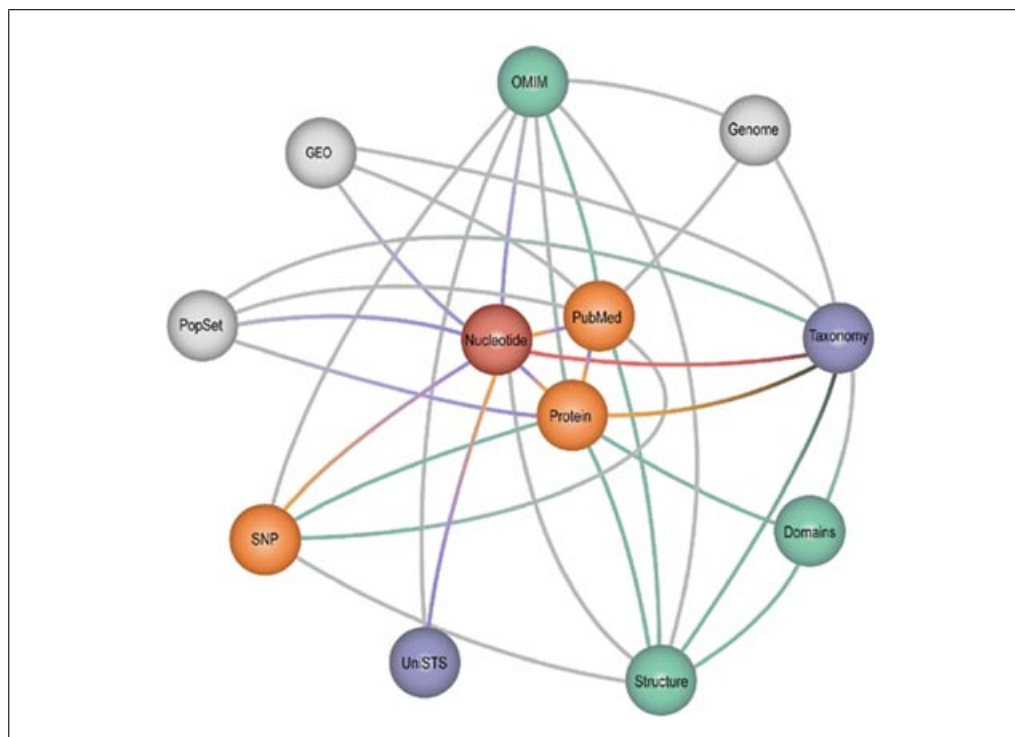 OMIM
Genome
GEO
PubMed
PopSet
Nucleotide
Taxonomy
Protein
SNP
Domains
UniSTS
Structure